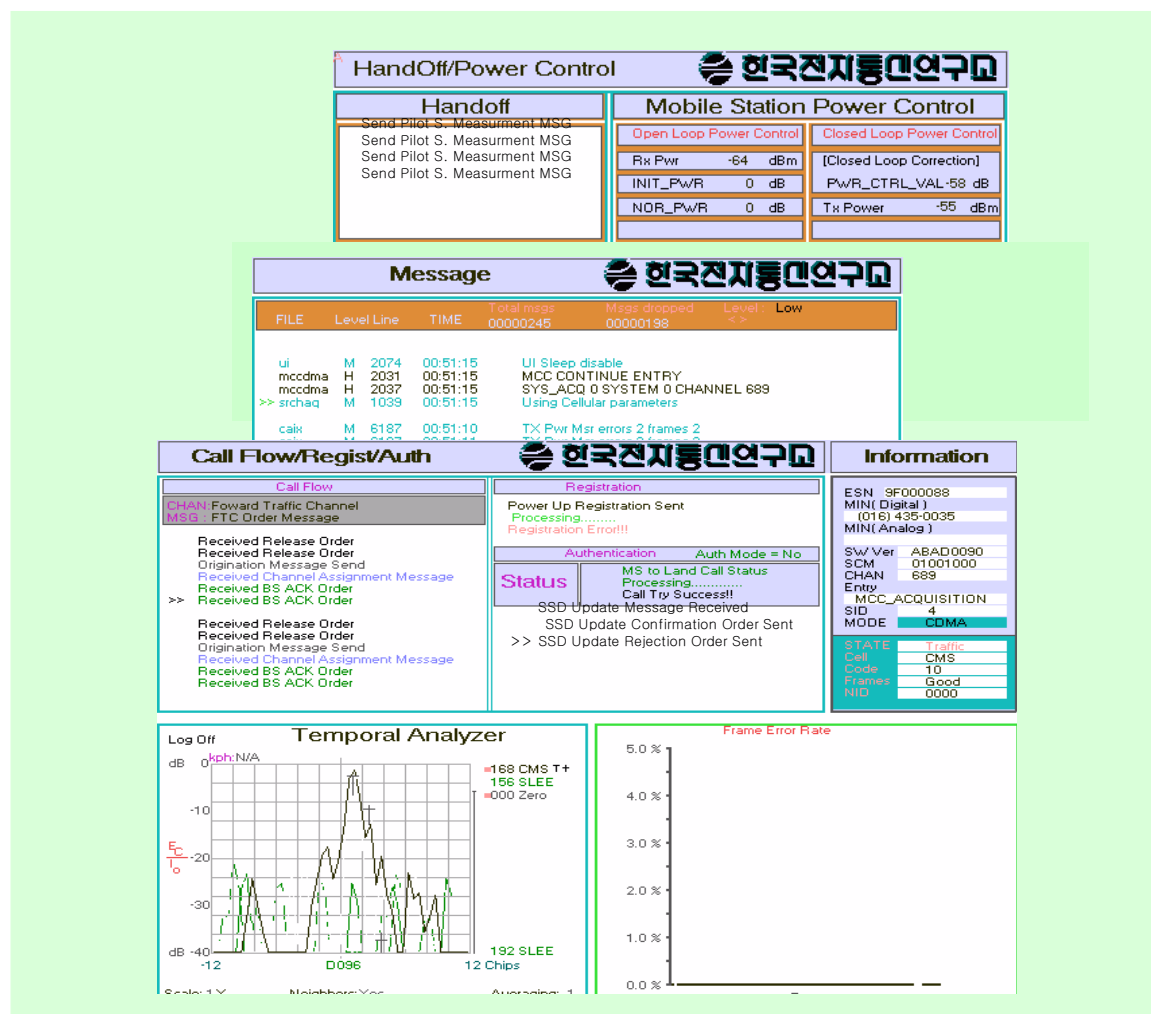 A
HandOff/Power Control
한국전자통신연구고
Handoff
Send Pilot S. Measurment MSG
Send Pilot S. Measurment MSG
Send Pilot S. Measurment MSG
Send Pilot S. Measurment MSG
Mobile Station Power Control
Open Loop Power Control
Rx Pwr -64 dBm
INIT_PWR 0 dB
NOR_PWR 0 dB
Closed Loop Power Control
[Closed Loop Correction]
PWR_CTRL_VAL-58 dB
Tx Power -55 dBm
Message
한국전자통신연구고
FILE Level Line TIME
Total msgs
00000245
Msgs dropped
00000198
Level : Low
< >
ui M 2074 00:51:15 UI Sleep disable
mccdma H 2031 00:51:15 MCC CONTINUE ENTRY
mccdma H 2037 00:51:15 SYS_ACQ 0 SYSTEM 0 CHANNEL 689
>> srchaq M 1039 00:51:15 Using Cellular parameters
caix M 6187 00:51:10 TX Pwr Msr errors 2 frames 2
Call Flow/Regist/Auth
한국전자통신연구고
Call Flow
CHAN:Foward Traffic Channel
MSG : FTC Order Message
Received Release Order
Received Release Order
Origination Message Send
Received Channel Assignment Message
Received BS ACK Order
>> Received BS ACK Order
Received Release Order
Received Release Order
Origination Message Send
Received Channel Assignment Message
Received BS ACK Order
Received BS ACK Order
Registration
Power Up Registration Sent
Processing.........
Registration Error!!!
Authentication Auth Mode = No
Status
MS to Land Call Status
Processing.............
Call Try Success!!
SSD Update Message Received
SSD Update Confirmation Order Sent
>> SSD Update Rejection Order Sent
Information
ESN 9F000088
MIN( Digital )
(016) 435-0035
MIN( Analog )
SW Ver ABAD0090
SCM 01001000
CHAN 689
Entry
MCC_ACQUISITION
SID 4
MODE CDMA
STATE Traffic
Cell CMS
Code 10
Frames Good
NID 0000
Log Off
Temporal Analyzer
kph:N/A
dB 0
-10
Ec
Io
-20
-30
dB -40
-12 D096 12 Chips
168 CMS T+
156 SLEE
000 Zero
192 SLEE
Scale: 1 X Neighbors:Yes Averaging: 1
Frame Error Rate
5.0 %
4.0 %
3.0 %
2.0 %
1.0 %
0.0 %